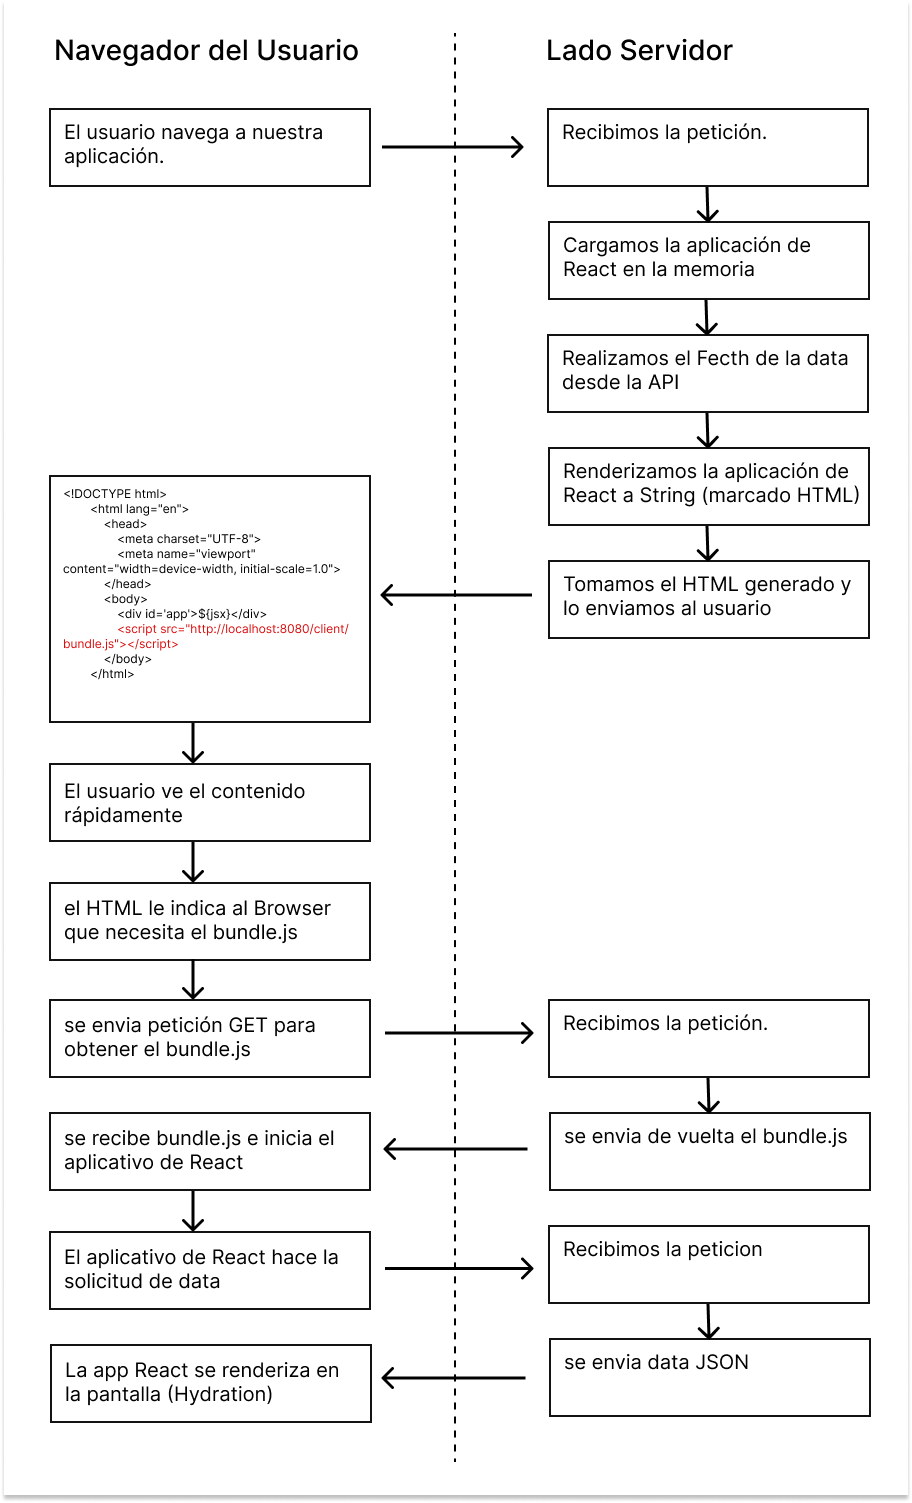 Navegador del Usuario
Lado Servidor
El usuario navega a nuestra
aplicación.
Recibimos la petición.
Cargamos la aplicación de
React en la memoria
Realizamos el Fecth de la data
desde la API
Renderizamos la aplicación de
React a String (marcado HTML)
Tomamos el HTML generado y
lo enviamos al usuario
<!DOCTYPE html>
<html lang="en">
<head>
<meta charset="UTF-8">
<meta name="viewport"
content="width=device-width, initial-scale=1.0">
</head>
<body>
<div id='app'>${jsx}</div>
<script src="http://localhost:8080/client/
bundle.js"></script>
</body>
</html>
El usuario ve el contenido
rápidamente
el HTML le indica al Browser
que necesita el bundle.js
se envia petición GET para
obtener el bundle.js
Recibimos la petición.
se envia de vuelta el bundle.js
se recibe bundle.js e inicia el
aplicativo de React
El aplicativo de React hace la
solicitud de data
Recibimos la peticion
se envia data JSON
La app React se renderiza en
la pantalla (Hydration)